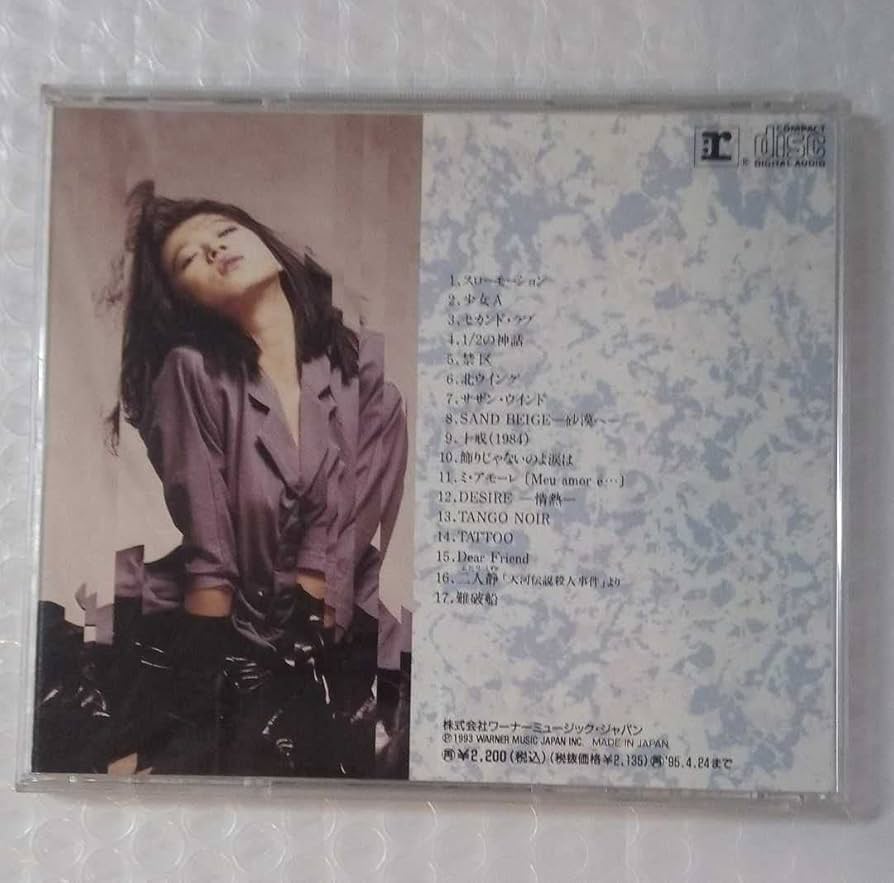 r
R
COMPACT
disc
DIGITAL AUDIO
1. スローモーション
2. 少女A
3. セカンド・ラブ
4. 1/2の神話
5. 禁区
6. 北ウイング
7. サザン・ウインド
8. SAND BEIGE —砂漠へ—
9. 十戒(1984)
10. 飾りじゃないのよ涙は
11. ミ・アモーレ〔Meu amor é…〕
12. DESIRE —情熱—
13. TANGO NOIR
14. TATTOO
15. Dear Friend
16. 二人静「天河伝説殺人事件」より
17. 難破船
株式会社ワーナーミュージック・ジャパン
Ⓟ1993 WARNER MUSIC JAPAN INC. MADE IN JAPAN
㋵¥2,200(税込)(税抜価格¥2,136)㋵'95.4.24まで